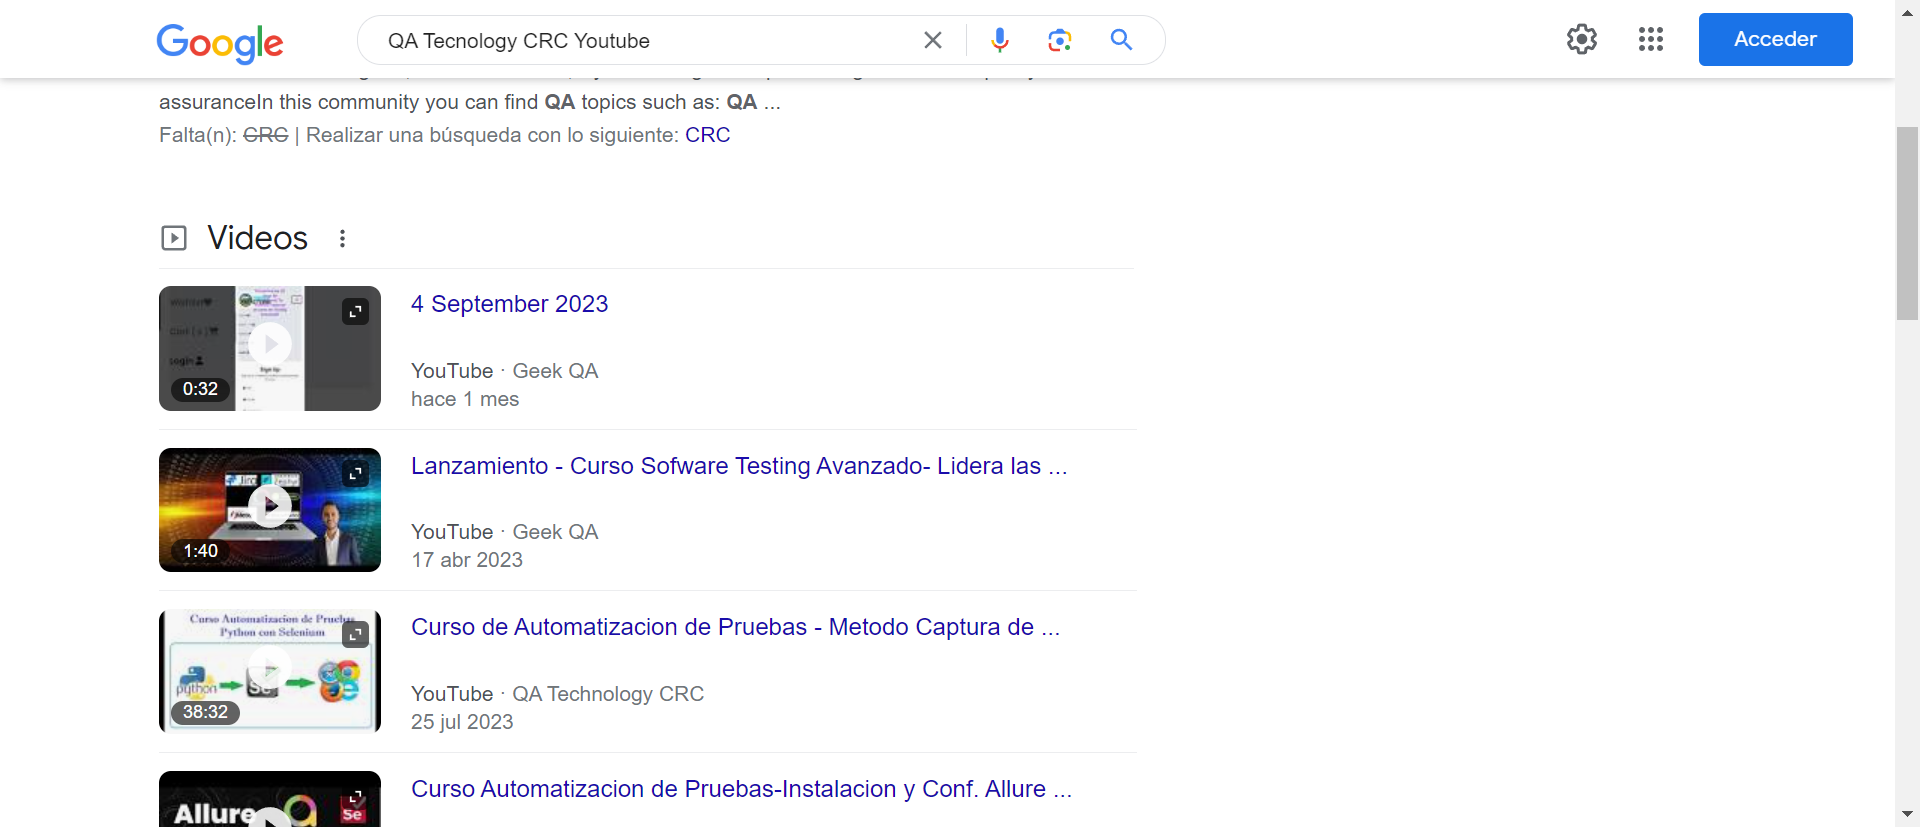 Google
QA Tecnology CRC Youtube
Acceder
assuranceIn this community you can find QA topics such as: QA ...
Falta(n): CRC | Realizar una búsqueda con lo siguiente: CRC
Videos
4 September 2023
YouTube · Geek QA
hace 1 mes
Sign Up
Login
0:32
Lanzamiento - Curso Sofware Testing Avanzado- Lidera las ...
YouTube · Geek QA
17 abr 2023
1:40
Curso Automatizacion de Pruebas
Python con Selenium
python
Se
38:32
Curso de Automatizacion de Pruebas - Metodo Captura de ...
YouTube · QA Technology CRC
25 jul 2023
Allure
Se
Curso Automatizacion de Pruebas-Instalacion y Conf. Allure ...